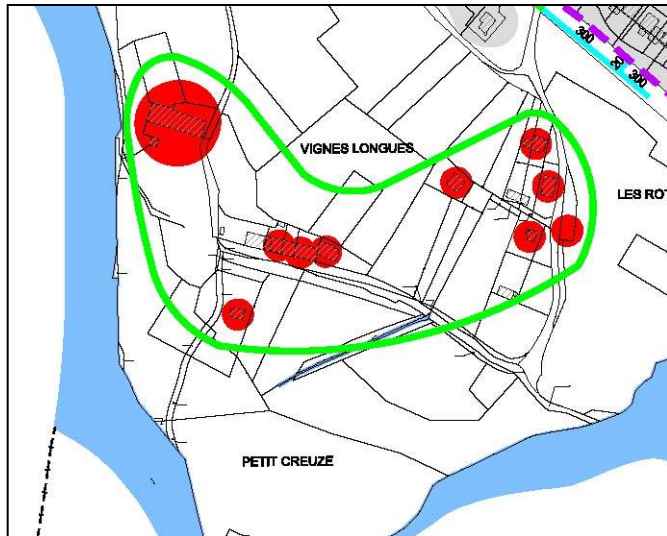 300
20
300
VIGNES LONGUES
LES ROT
PETIT CREUZE